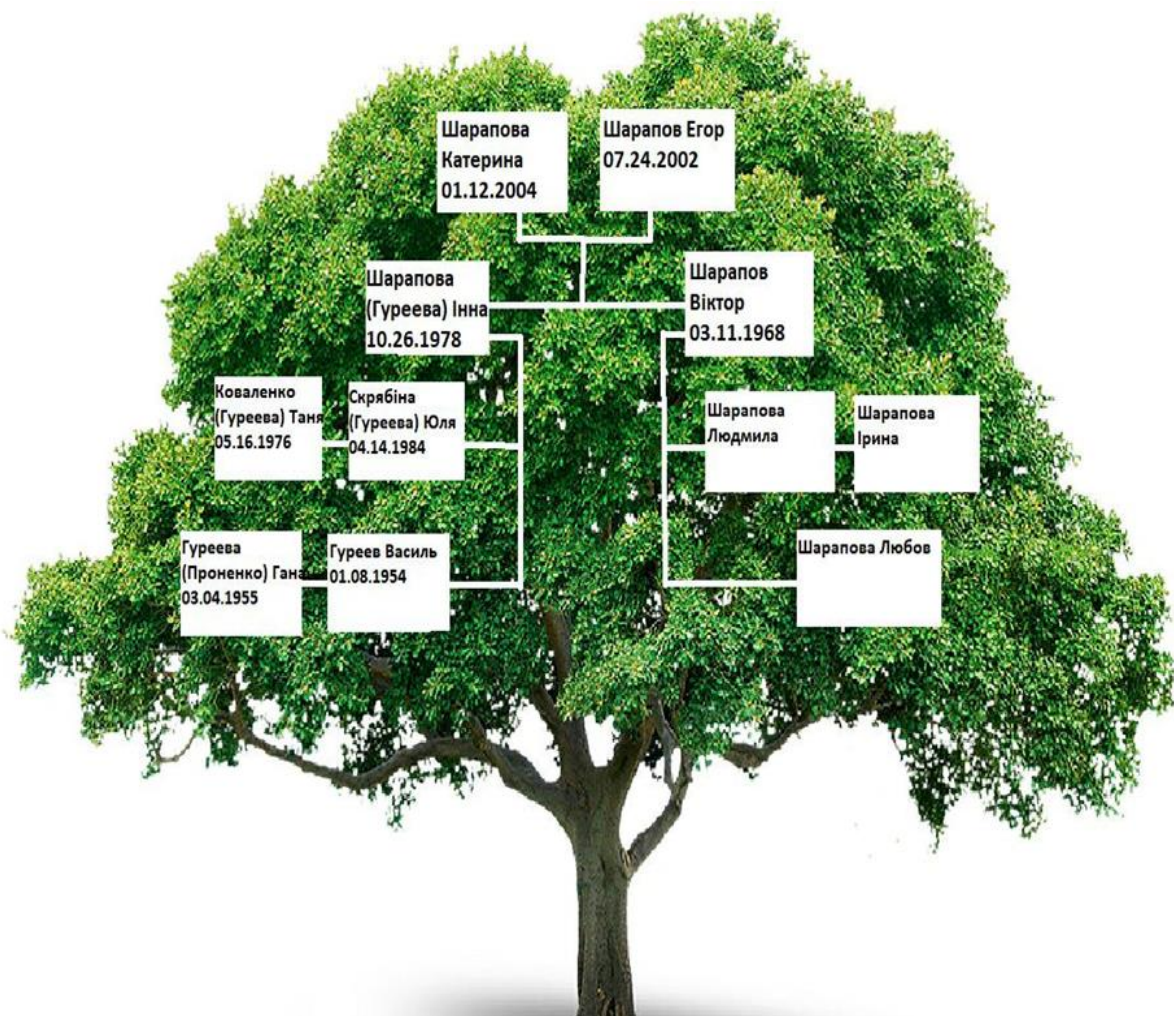 Шарапова
Катерина
01.12.2004
Шарапов Егор
07.24.2002
Шарапова
(Гуреева) Інна
10.26.1978
Шарапов
Віктор
03.11.1968
Коваленко
(Гуреева) Таня
05.16.1976
Скрябіна
(Гуреева) Юля
04.14.1984
Шарапова
Людмила
Шарапова
Ірина
Гуреева
(Проненко) Гана
03.04.1955
Гуреев Василь
01.08.1954
Шарапова Любов